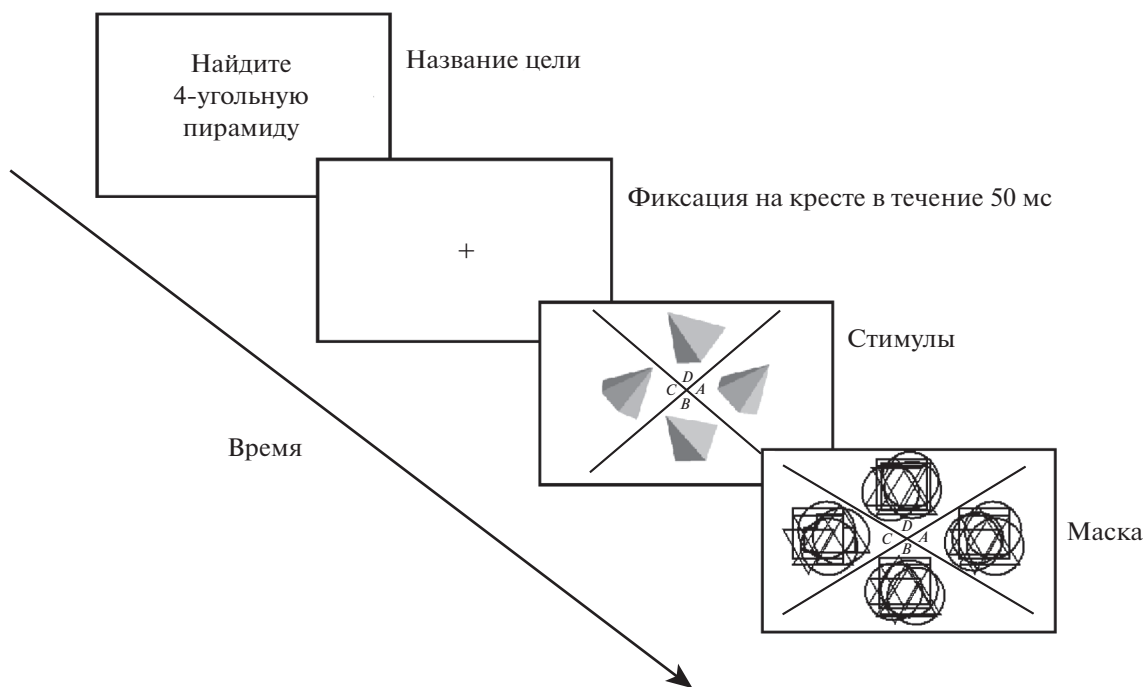 Найдите
4-угольную
пирамиду
Название цели
Фиксация на кресте в течение 50 мс
+
Стимулы
D
C A
B
Время
Маска
D
C A
B